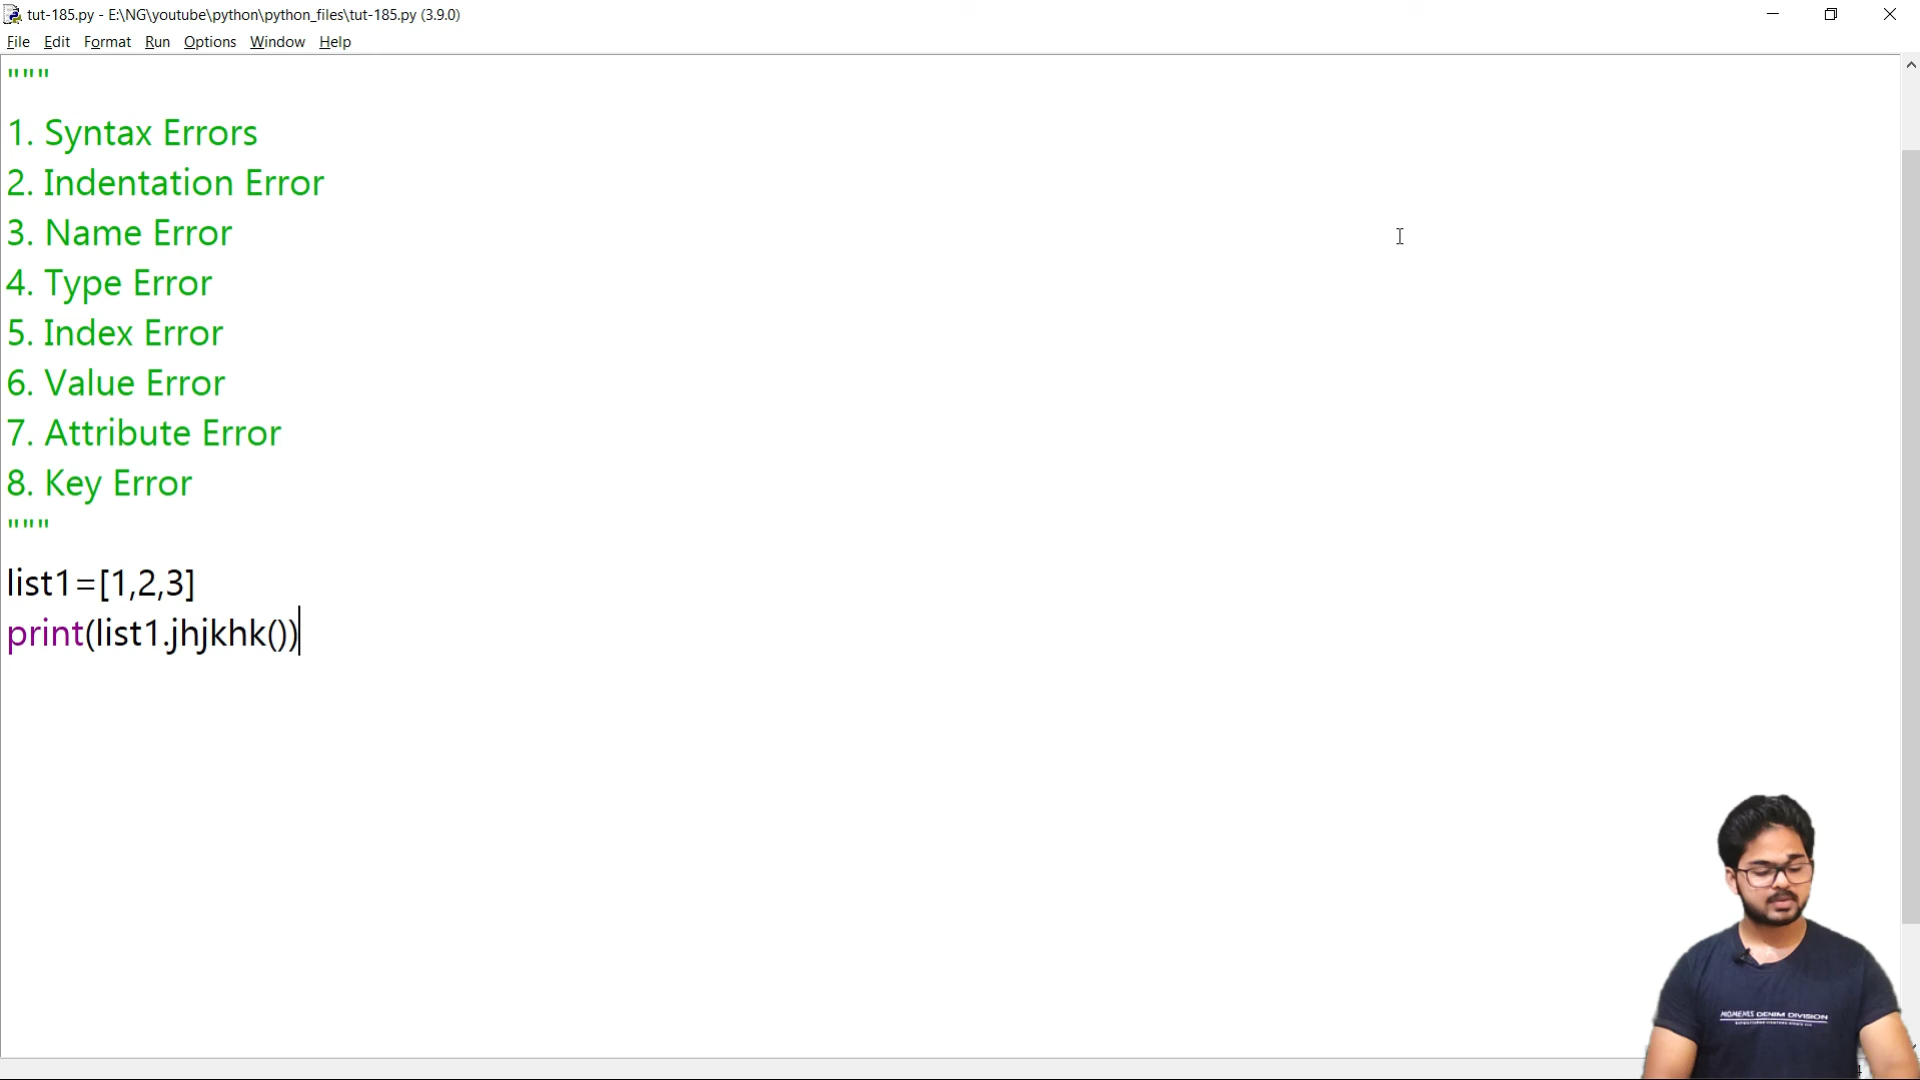 tut-185.py - E:\NG\youtube\python\python_files\tut-185.py (3.9.0)
File Edit Format Run Options Window Help
"""
1. Syntax Errors
2. Indentation Error
3. Name Error
4. Type Error
5. Index Error
6. Value Error
7. Attribute Error
8. Key Error
"""
list1=[1,2,3]
print(list1.jhjkhk())
DENIM DIVISION